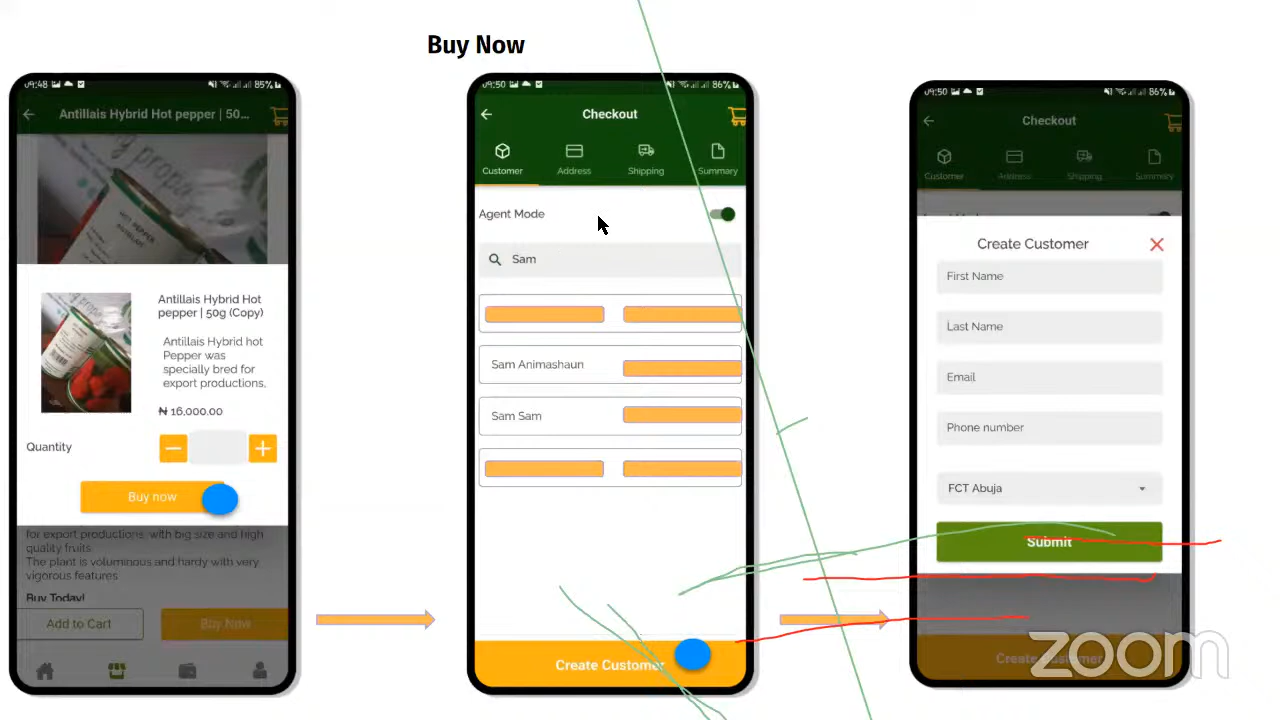 Buy Now
09:48
85%
Antillais Hybrid Hot pepper | 50...
HOT PEPPER
Antillais Hybrid Hot
pepper | 50g (Copy)
Antillais Hybrid hot
Pepper was
specially bred for
export productions,
₦ 16,000.00
Quantity
Buy now
for export productions, with big size and high
quality fruits
The plant is voluminous and hardy with very
vigorous features
Buy Today!
Add to Cart
Buy Now
09:50
86%
Checkout
Customer
Address
Shipping
Summary
Agent Mode
Sam
Sam Animashaun
Sam Sam
Create Customer
09:50
86%
Checkout
Customer
Address
Shipping
Summary
Create Customer
First Name
Last Name
Email
Phone number
FCT Abuja
Submit
Create Customer
zoom